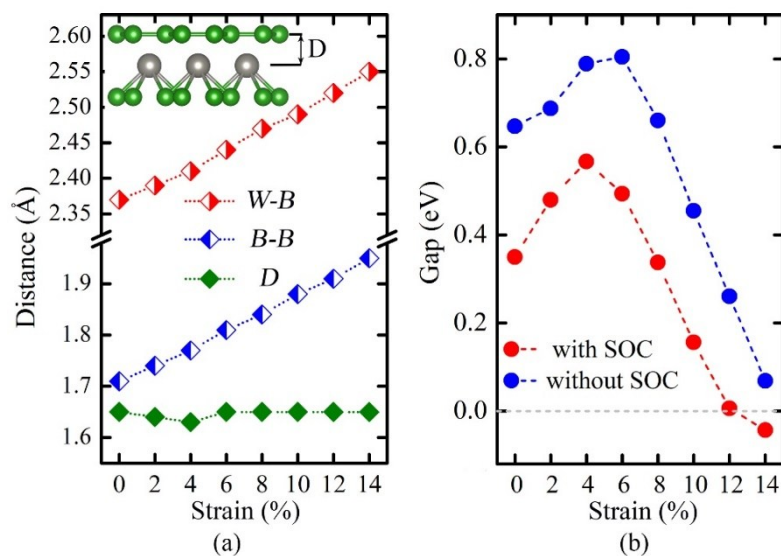 2.60
2.55
2.50
2.45
2.40
2.35
1.9
1.8
1.7
1.6
Distance (Å)
D
W-B
B-B
D
0 2 4 6 8 10 12 14
Strain (%)
(a)
0.8
0.6
0.4
0.2
0.0
Gap (eV)
with SOC
without SOC
0 2 4 6 8 10 12 14
Strain (%)
(b)